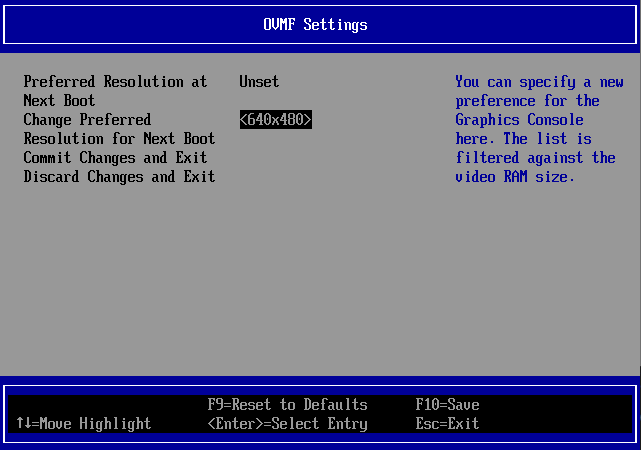 OVMF Settings
Preferred Resolution at Unset You can specify a new
Next Boot preference for the
Change Preferred <640x480> Graphics Console
Resolution for Next Boot here. The list is
Commit Changes and Exit filtered against the
Discard Changes and Exit video RAM size.
F9=Reset to Defaults F10=Save
↑↓=Move Highlight <Enter>=Select Entry Esc=Exit